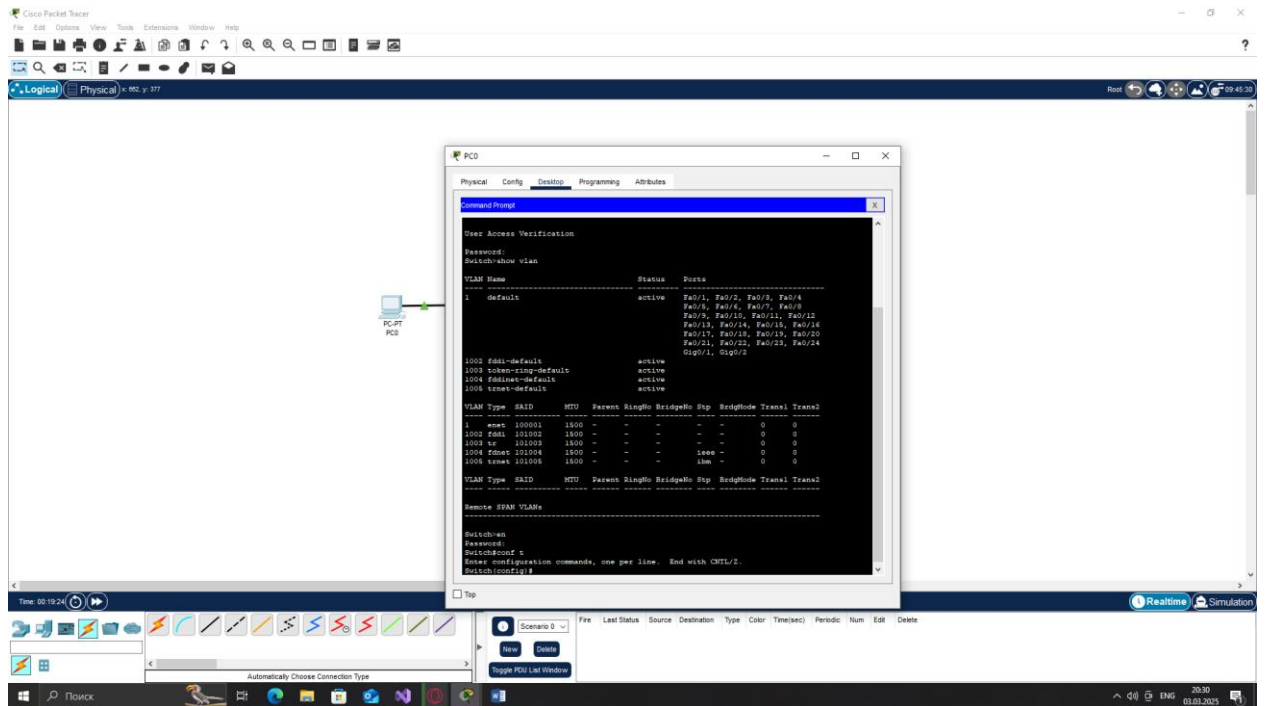 Cisco Packet Tracer
File Edit Options View Tools Extensions Window Help
?
Logical Physical x: 862, y: 377 Root 09:45:30
PC0
Physical Config Desktop Programming Attributes
Command Prompt X
User Access Verification
Password:
Switch>show vlan
VLAN Name Status Ports
---- -------------------------------- --------- -------------------------------
1 default active Fa0/1, Fa0/2, Fa0/3, Fa0/4
Fa0/5, Fa0/6, Fa0/7, Fa0/8
Fa0/9, Fa0/10, Fa0/11, Fa0/12
Fa0/13, Fa0/14, Fa0/15, Fa0/16
Fa0/17, Fa0/18, Fa0/19, Fa0/20
Fa0/21, Fa0/22, Fa0/23, Fa0/24
Gig0/1, Gig0/2
1002 fddi-default active
1003 token-ring-default active
1004 fddinet-default active
1005 trnet-default active
VLAN Type SAID MTU Parent RingNo BridgeNo Stp BrdgMode Trans1 Trans2
---- ----- ---------- ----- ------ ------ -------- ---- -------- ------ ------
1 enet 100001 1500 - - - - - 0 0
1002 fddi 101002 1500 - - - - - 0 0
1003 tr 101003 1500 - - - - - 0 0
1004 fdnet 101004 1500 - - - ieee - 0 0
1005 trnet 101005 1500 - - - ibm - 0 0
VLAN Type SAID MTU Parent RingNo BridgeNo Stp BrdgMode Trans1 Trans2
---- ----- ---------- ----- ------ ------ -------- ---- -------- ------ ------
Remote SPAN VLANs
------------------------------------------------------------------------------
Switch>en
Password:
Switch#conf t
Enter configuration commands, one per line. End with CNTL/Z.
Switch(config)#
Top
PC-PT
PC0
Time: 00:19:24 Realtime Simulation
Scenario 0
New Delete
Toggle PDU List Window
Fire Last Status Source Destination Type Color Time(sec) Periodic Num Edit Delete
Automatically Choose Connection Type
Поиск
ENG 20:30
03.03.2025